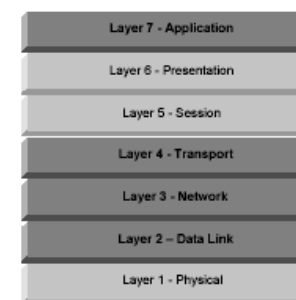 Layer 7 - Application
Layer 6 - Presentation
Layer 5 - Session
Layer 4 - Transport
Layer 3 - Network
Layer 2 – Data Link
Layer 1 - Physical